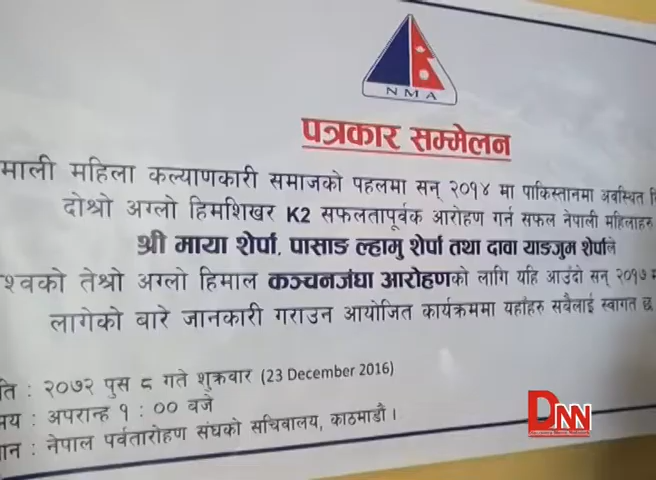 NMA
पत्रकार सम्मेलन
माली महिला कल्याणकारी समाजको पहलमा सन् २०१४ मा पाकिस्तानमा अवस्थित
दोश्रो अग्लो हिमशिखर K2 सफलतापूर्वक आरोहण गर्न सफल नेपाली महिलाहरु
श्री माया शेर्पा, पासाङ ल्हामु शेर्पा तथा दावा याङजुम शेर्पाले
श्वको तेश्रो अग्लो हिमाल कञ्चनजंघा आरोहणको लागि यहि आउंदो सन् २०१७
लागेको बारे जानकारी गराउन आयोजित कार्यक्रममा यहाँहरु सबैलाई स्वागत छ
ति : २०७२ पुस ८ गते शुक्रवार (23 December 2016)
मय : अपरान्ह १ : ०० बजे
ान : नेपाल पर्वतारोहण संघको सचिवालय, काठमाडौं ।
DNN